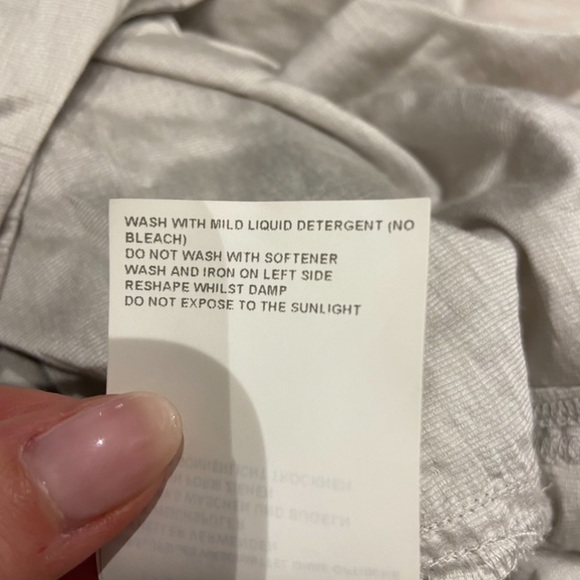 WASH WITH MILD LIQUID DETERGENT (NO
BLEACH)
DO NOT WASH WITH SOFTENER
WASH AND IRON ON LEFT SIDE
RESHAPE WHILST DAMP
DO NOT EXPOSE TO THE SUNLIGHT